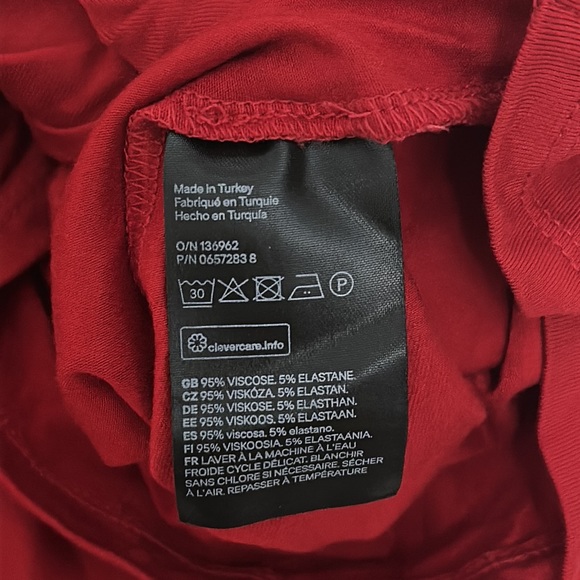 Made in Turkey
Fabriqué en Turquie
Hecho en Turquía
O/N 136962
P/N 0657283 8
30 P
clevercare.info
GB 95% VISCOSE. 5% ELASTANE.
CZ 95% VISKÓZA. 5% ELASTAN.
DE 95% VISKOSE. 5% ELASTHAN.
EE 95% VISKOOS. 5% ELASTAAN.
ES 95% viscosa. 5% elastano.
FI 95% VISKOOSIA. 5% ELASTAANIA.
FR LAVER À LA MACHINE À L'EAU
FROIDE CYCLE DÉLICAT. BLANCHIR
SANS CHLORE SI NÉCESSAIRE. SÉCHER
À L'AIR. REPASSER À TEMPÉRATURE